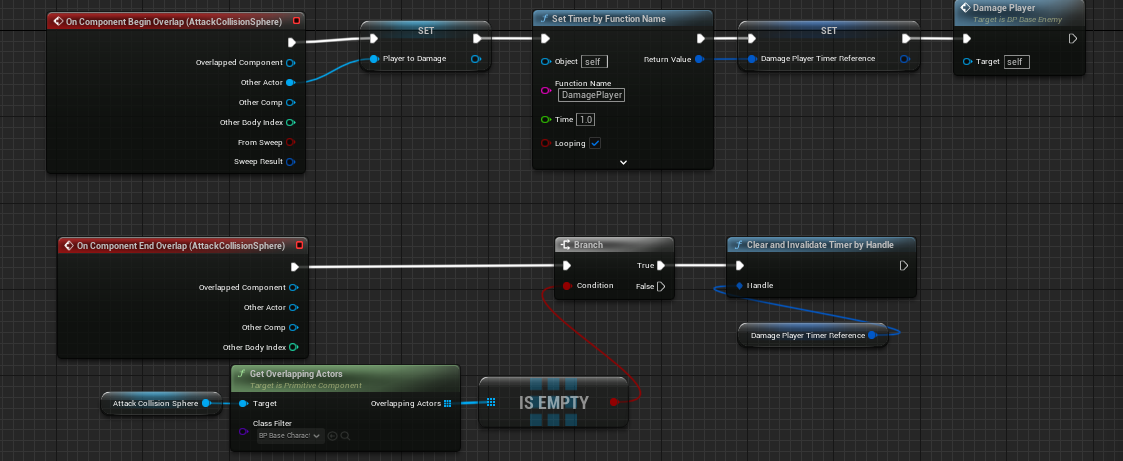 On Component Begin Overlap (AttackCollisionSphere)
Overlapped Component
Other Actor
Other Comp
Other Body Index
From Sweep
Sweep Result
SET
Player to Damage
Set Timer by Function Name
Object self
Return Value
Function Name
DamagePlayer
Time 1.0
Looping
SET
Damage Player Timer Reference
Damage Player
Target is BP Base Enemy
Target self
On Component End Overlap (AttackCollisionSphere)
Overlapped Component
Other Actor
Other Comp
Other Body Index
Branch
True
Condition
False
Clear and Invalidate Timer by Handle
Handle
Damage Player Timer Reference
Attack Collision Sphere
Get Overlapping Actors
Target is Primitive Component
Target
Overlapping Actors
Class Filter
BP Base Charac
IS EMPTY